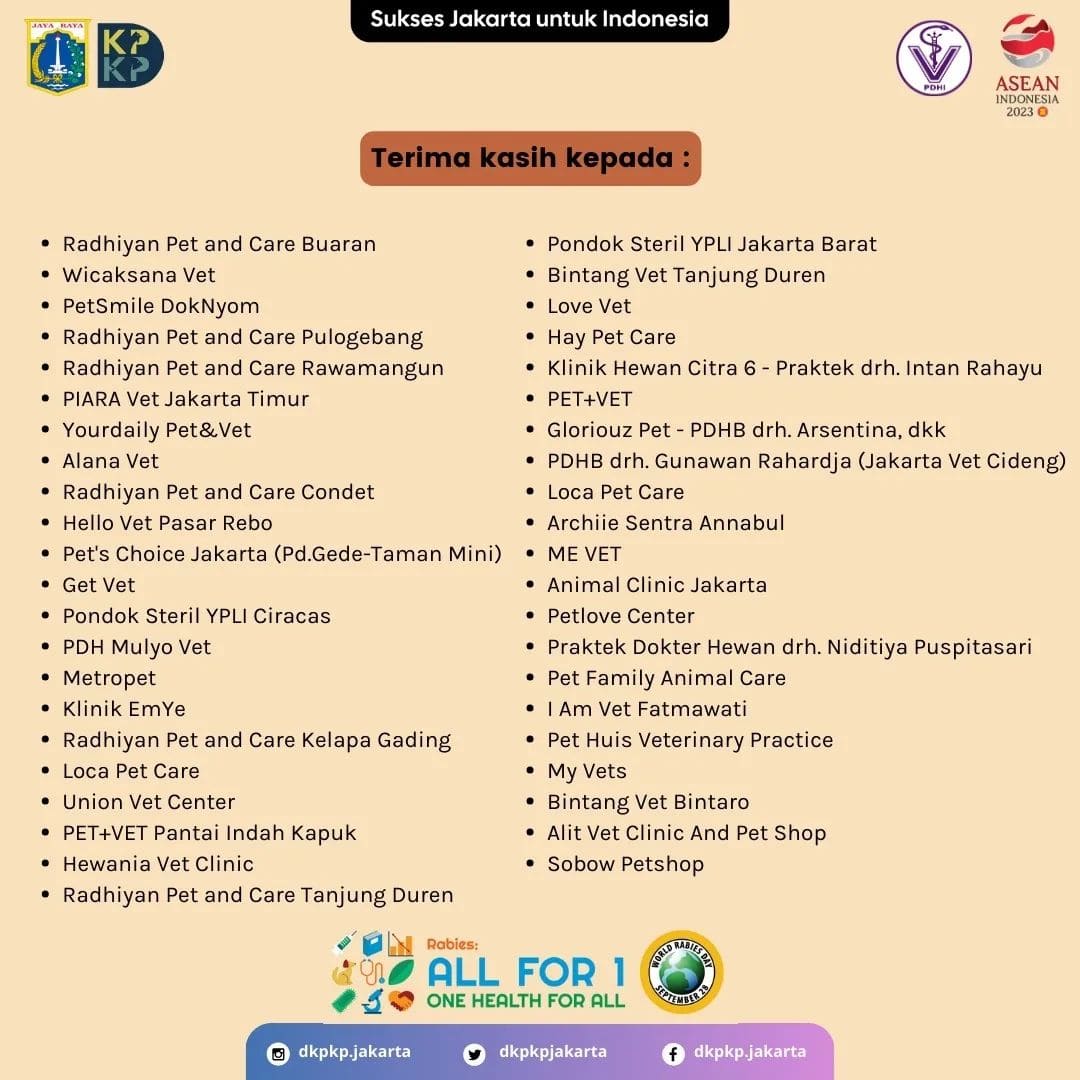 Sukses Jakarta untuk Indonesia
JAYA RAYA
KP
KP
PDHI
ASEAN
INDONESIA
2023
Terima kasih kepada :
Radhiyan Pet and Care Buaran
Wicaksana Vet
PetSmile DokNyom
Radhiyan Pet and Care Pulogebang
Radhiyan Pet and Care Rawamangun
PIARA Vet Jakarta Timur
Yourdaily Pet&Vet
Alana Vet
Radhiyan Pet and Care Condet
Hello Vet Pasar Rebo
Pet's Choice Jakarta (Pd.Gede-Taman Mini)
Get Vet
Pondok Steril YPLI Ciracas
PDH Mulyo Vet
Metropet
Klinik EmYe
Radhiyan Pet and Care Kelapa Gading
Loca Pet Care
Union Vet Center
PET+VET Pantai Indah Kapuk
Hewania Vet Clinic
Radhiyan Pet and Care Tanjung Duren
Pondok Steril YPLI Jakarta Barat
Bintang Vet Tanjung Duren
Love Vet
Hay Pet Care
Klinik Hewan Citra 6 - Praktek drh. Intan Rahayu
PET+VET
Gloriouz Pet - PDHB drh. Arsentina, dkk
PDHB drh. Gunawan Rahardja (Jakarta Vet Cideng)
Loca Pet Care
Archiie Sentra Annabul
ME VET
Animal Clinic Jakarta
Petlove Center
Praktek Dokter Hewan drh. Niditiya Puspitasari
Pet Family Animal Care
I Am Vet Fatmawati
Pet Huis Veterinary Practice
My Vets
Bintang Vet Bintaro
Alit Vet Clinic And Pet Shop
Sobow Petshop
Rabies:
ALL FOR 1
ONE HEALTH FOR ALL
WORLD RABIES DAY
SEPTEMBER 28
dkpkp.jakarta
dkpkpjakarta
dkpkp.jakarta